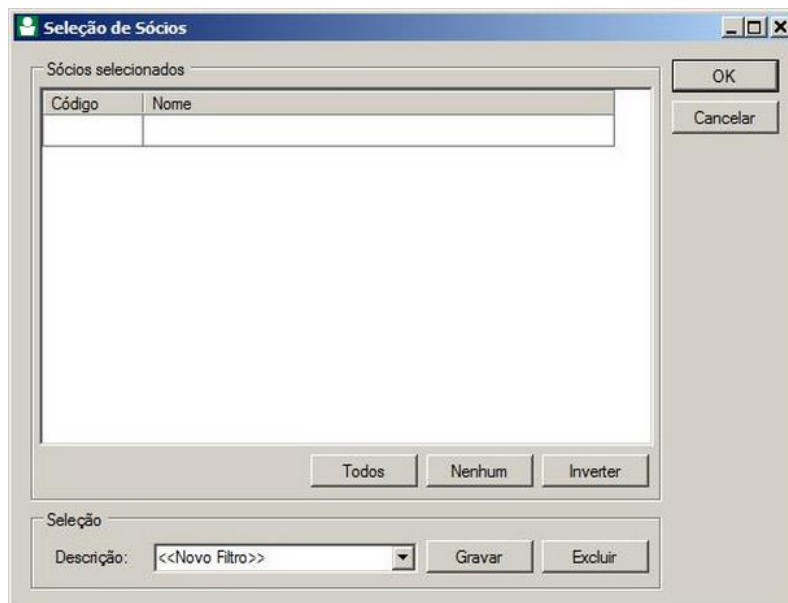 Seleção de Sócios
Sócios selecionados
OK
Cancelar
Código Nome
Todos Nenhum Inverter
Seleção
Descrição: <<Novo Filtro>> Gravar Excluir